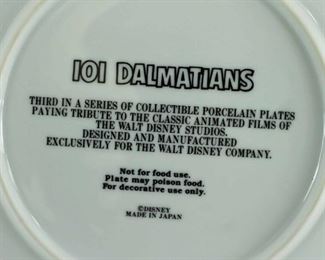 101 DALMATIANS
THIRD IN A SERIES OF COLLECTIBLE PORCELAIN PLATES
PAYING TRIBUTE TO THE CLASSIC ANIMATED FILMS OF
THE WALT DISNEY STUDIOS.
DESIGNED AND MANUFACTURED
EXCLUSIVELY FOR THE WALT DISNEY COMPANY.
Not for food use.
Plate may poison food.
For decorative use only.
©DISNEY
MADE IN JAPAN